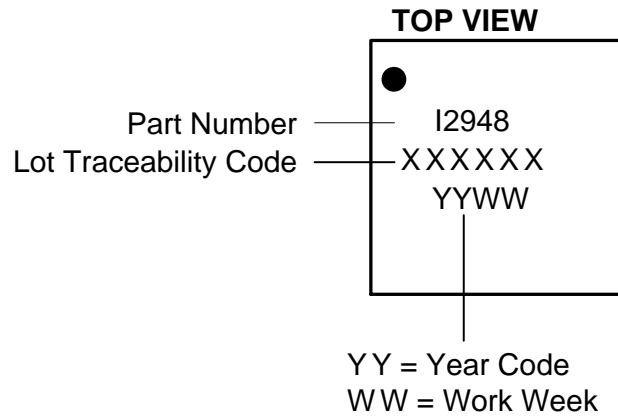 TOP VIEW
Part Number
I2948
Lot Traceability Code
XXXXXX
YYWW
YY = Year Code
WW = Work Week